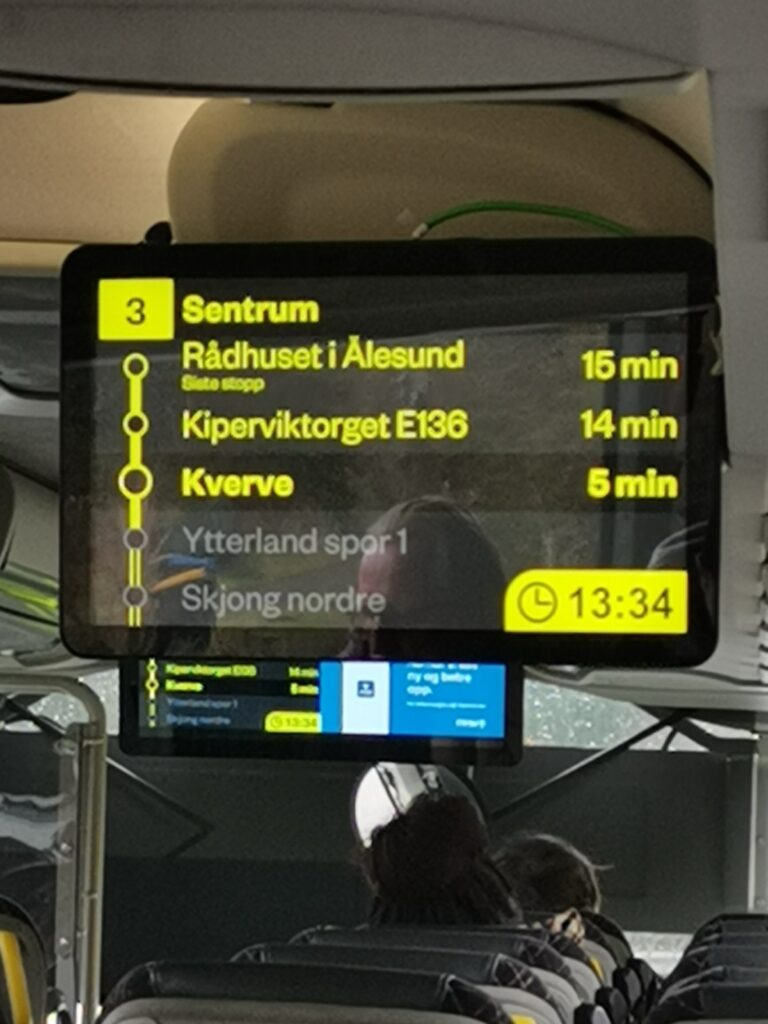 3 Sentrum
Rådhuset i Ålesund 15 min
Siste stopp
Kiperviktorget E136 14 min
Kverve 5 min
Ytterland spor 1
Skjong nordre
13:34
Kiperviktorget E136 14 min
Kverve 5 min
Ytterland spor 1
Skjong nordre
13:34
ny og betre
app.